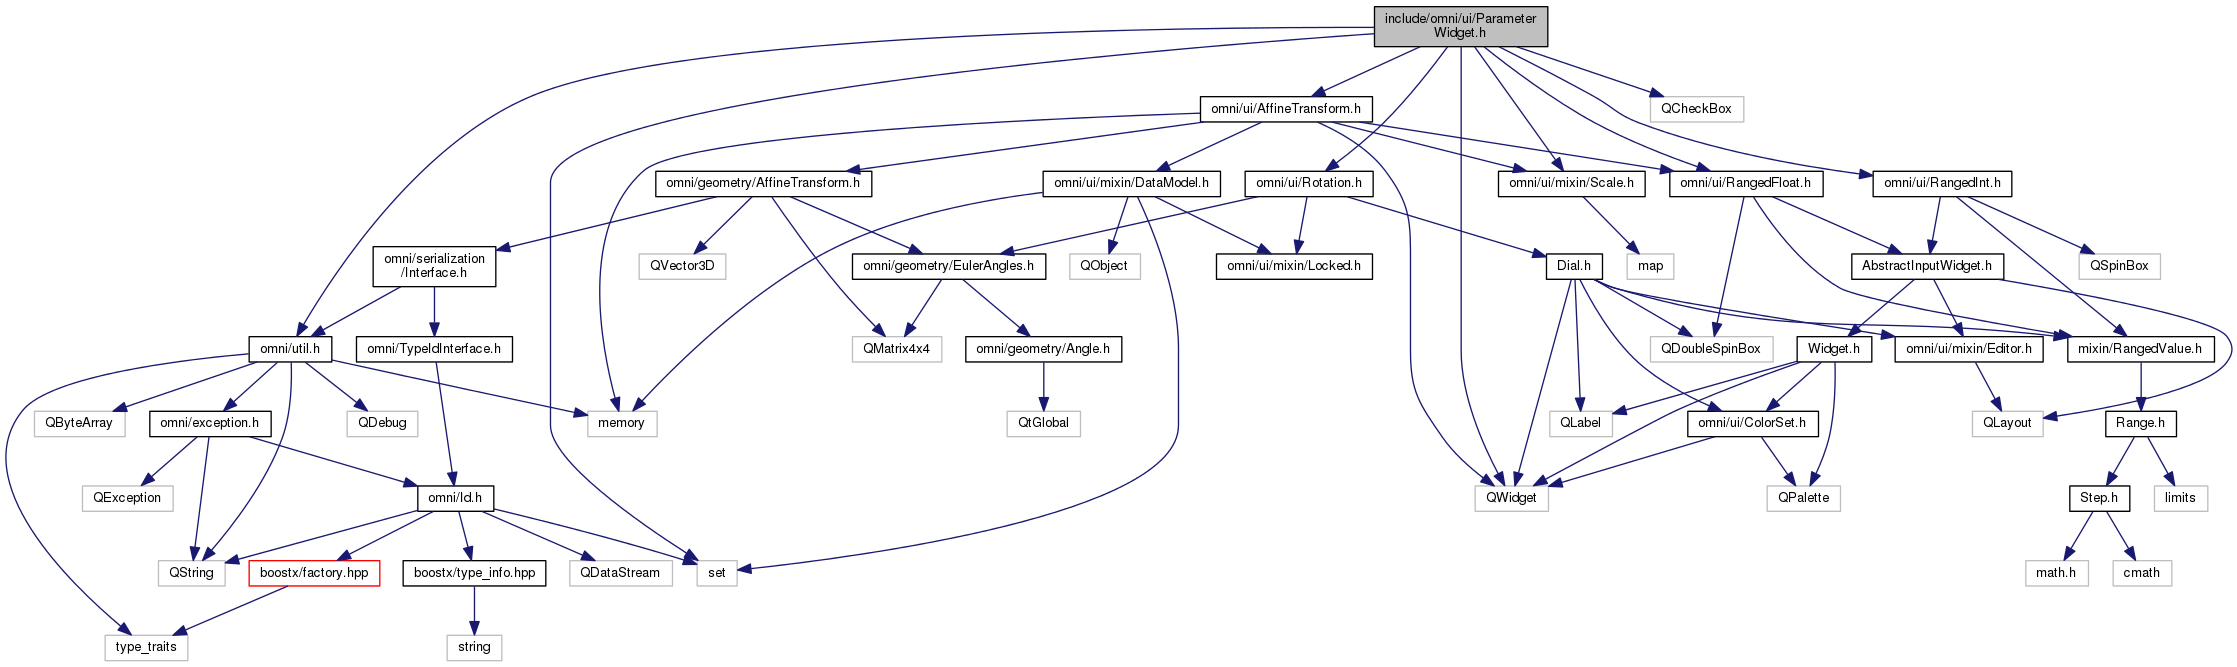 include/omni/ui/Parameter
Widget.h
omni/ui/AffineTransform.h
QCheckBox
omni/geometry/AffineTransform.h
omni/ui/mixin/DataModel.h
omni/ui/Rotation.h
omni/ui/mixin/Scale.h
omni/ui/RangedFloat.h
omni/ui/RangedInt.h
omni/serialization
/Interface.h
QVector3D
omni/geometry/EulerAngles.h
QObject
omni/ui/mixin/Locked.h
Dial.h
map
AbstractInputWidget.h
QSpinBox
omni/util.h
omni/TypeIdInterface.h
QMatrix4x4
omni/geometry/Angle.h
QDoubleSpinBox
Widget.h
omni/ui/mixin/Editor.h
mixin/RangedValue.h
QByteArray
omni/exception.h
QDebug
memory
QtGlobal
QLabel
omni/ui/ColorSet.h
QLayout
Range.h
QException
omni/Id.h
QWidget
QPalette
Step.h
limits
QString
boostx/factory.hpp
boostx/type_info.hpp
QDataStream
set
math.h
cmath
type_traits
string